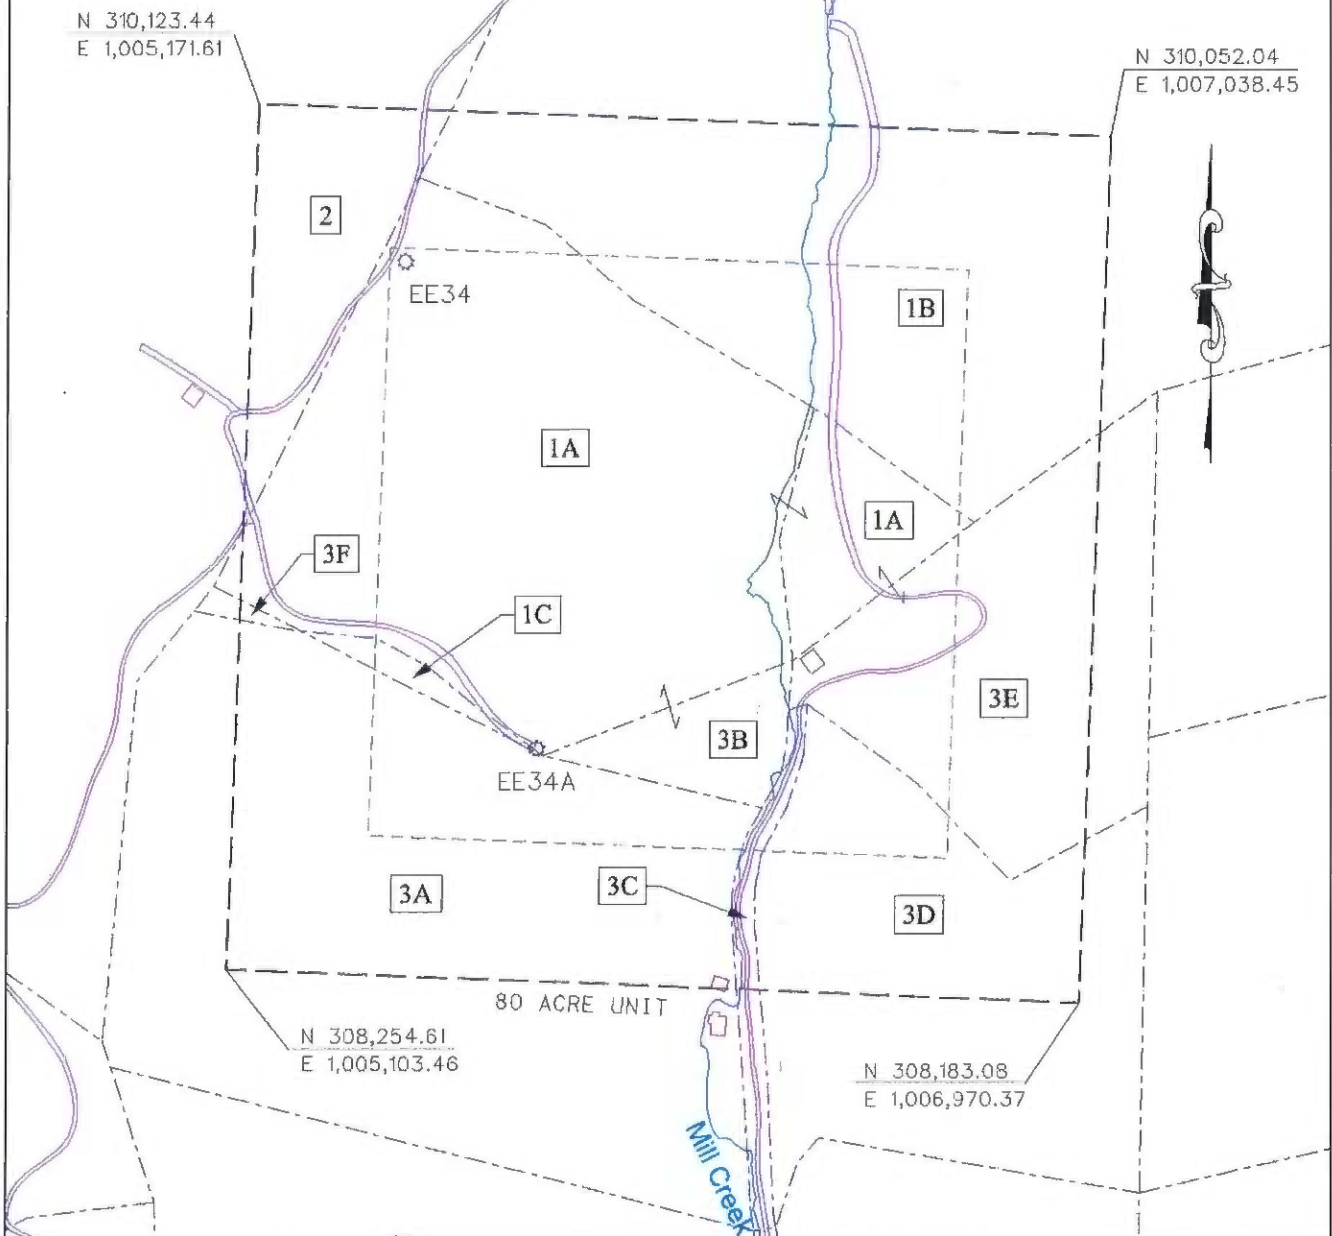 N 310,123.44
E 1,005,171.61
N 310,052.04
E 1,007,038.45
2
EE34
1B
1A
1A
3F
1C
3E
3B
EE34A
3A
3C
3D
80 ACRE UNIT
N 308,254.61
E 1,005,103.46
N 308,183.08
E 1,006,970.37
Mill Creek